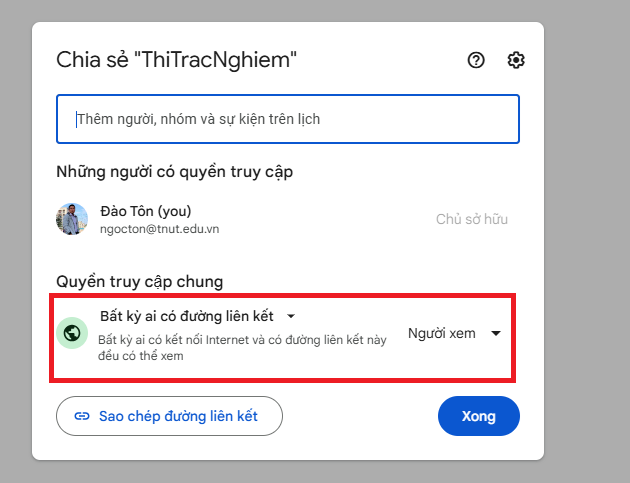 Chia sẻ "ThiTracNghiem"
Thêm người, nhóm và sự kiện trên lịch
Những người có quyền truy cập
Đào Tôn (you)
ngocton@tnut.edu.vn
Chủ sở hữu
Quyền truy cập chung
Bất kỳ ai có đường liên kết
Bất kỳ ai có kết nối Internet và có đường liên kết này
đều có thể xem
Người xem
Sao chép đường liên kết
Xong